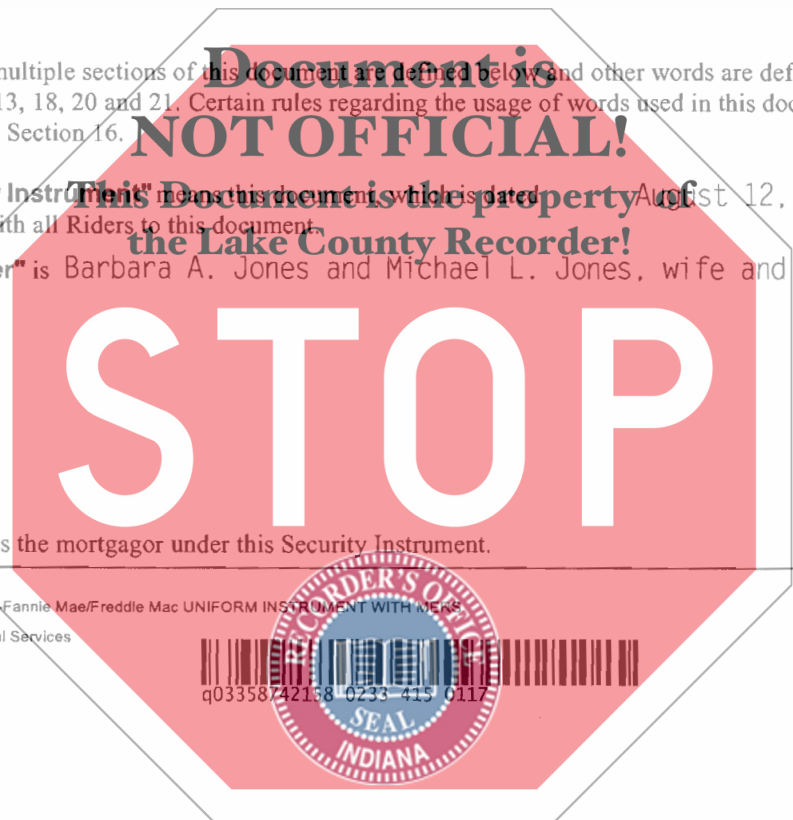 Document is
multiple sections of this document are defined below and other words are def
13, 18, 20 and 21. Certain rules regarding the usage of words used in this doc
Section 16.
NOT OFFICIAL!
Instrument" means this document, which is dated August 12,
This Document is the property of
with all Riders to this document.
the Lake County Recorder!
er" is Barbara A. Jones and Michael L. Jones, wife and
STOP
s the mortgagor under this Security Instrument.
-Fannie Mae/Freddie Mac UNIFORM INSTRUMENT WITH MERS
al Services
q03358742158 0233 415 0117
RECORDER'S OFFICE
SEAL
INDIANA